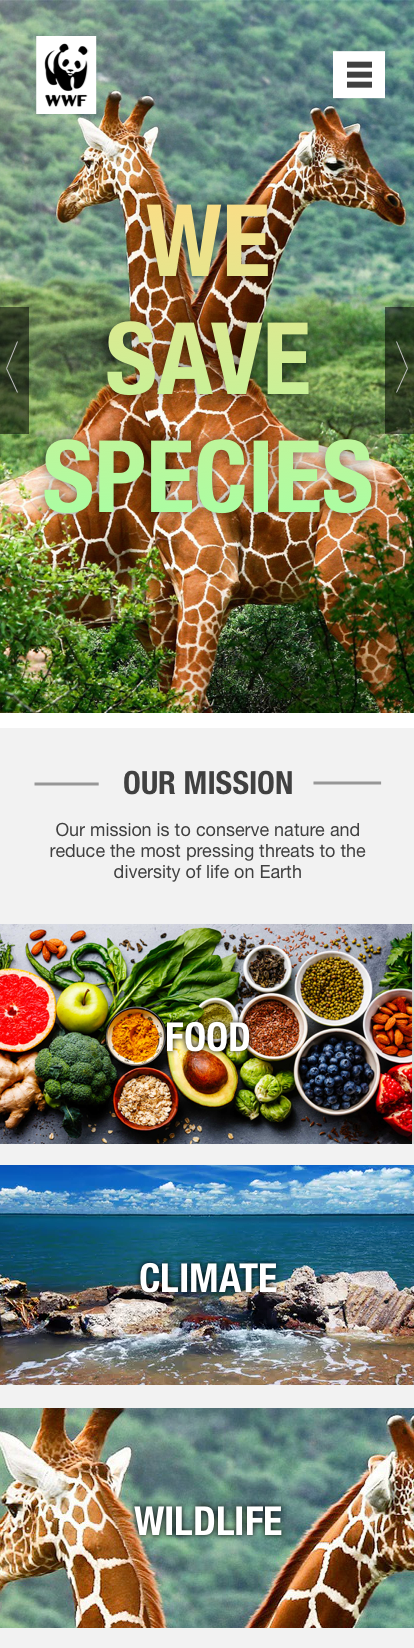 WWF
WE
SAVE
SPECIES
OUR MISSION
Our mission is to conserve nature and
reduce the most pressing threats to the
diversity of life on Earth
FOOD
CLIMATE
WILDLIFE